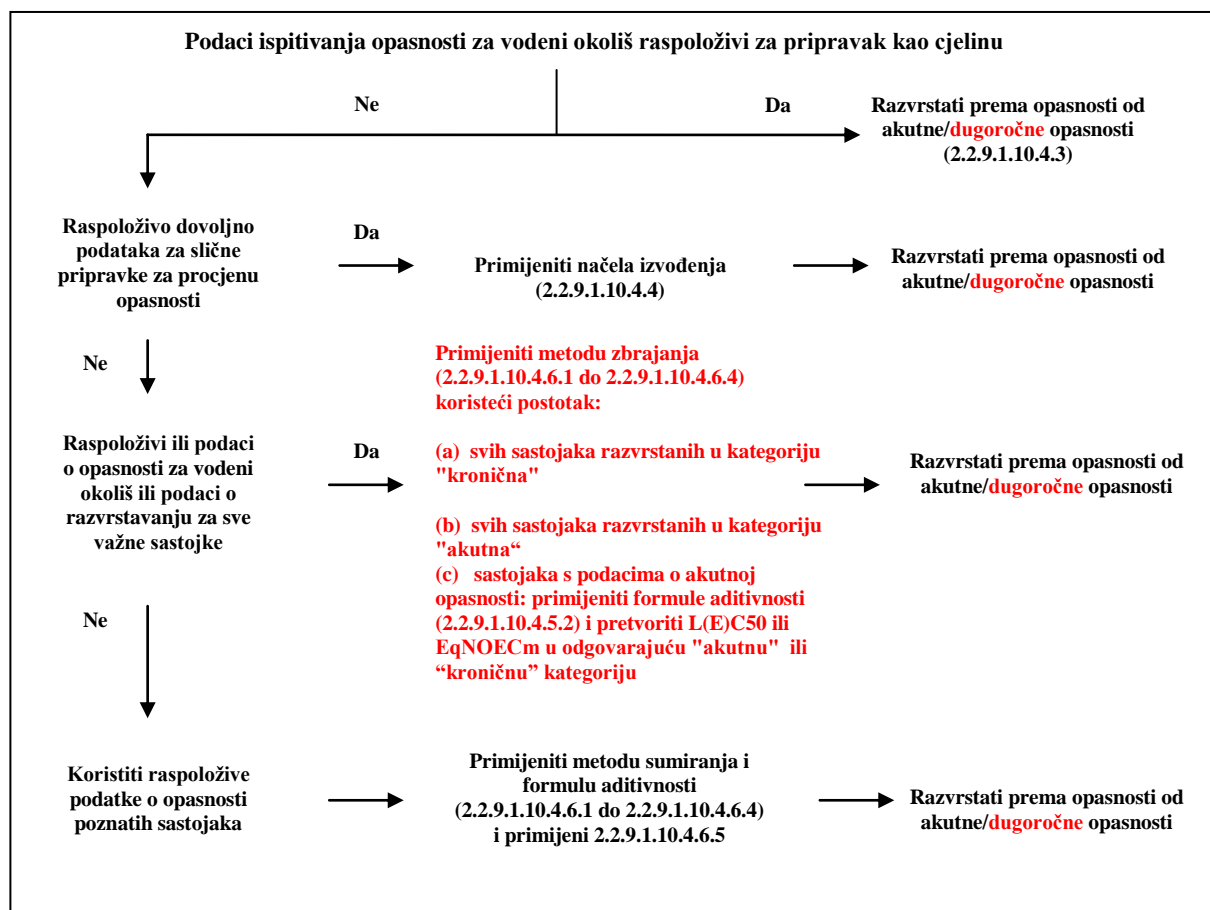 Podaci ispitivanja opasnosti za vodeni okoliš raspoloživi za pripravak kao cjelinu
Ne
Da
Razvrstati prema opasnosti od
akutne/dugoročne opasnosti
(2.2.9.1.10.4.3)
Raspoloživo dovoljno
podataka za slične
pripravke za procjenu
opasnosti
Da
Primijeniti načela izvođenja
(2.2.9.1.10.4.4)
Razvrstati prema opasnosti od
akutne/dugoročne opasnosti
Ne
Primijeniti metodu zbrajanja
(2.2.9.1.10.4.6.1 do 2.2.9.1.10.4.6.4)
koristeći postotak:
Raspoloživi ili podaci
o opasnosti za vodeni
okoliš ili podaci o
razvrstavanju za sve
važne sastojke
Da
(a) svih sastojaka razvrstanih u kategoriju
"kronična"
(b) svih sastojaka razvrstanih u kategoriju
"akutna“
(c) sastojaka s podacima o akutnoj
opasnosti: primijeniti formule aditivnosti
(2.2.9.1.10.4.5.2) i pretvoriti L(E)C50 ili
EqNOECm u odgovarajuću "akutnu" ili
“kroničnu” kategoriju
Razvrstati prema opasnosti od
akutne/dugoročne opasnosti
Ne
Koristiti raspoložive
podatke o opasnosti
poznatih sastojaka
Primijeniti metodu sumiranja i
formulu aditivnosti
(2.2.9.1.10.4.6.1 do 2.2.9.1.10.4.6.4)
i primijeni 2.2.9.1.10.4.6.5
Razvrstati prema opasnosti od
akutne/dugoročne opasnosti